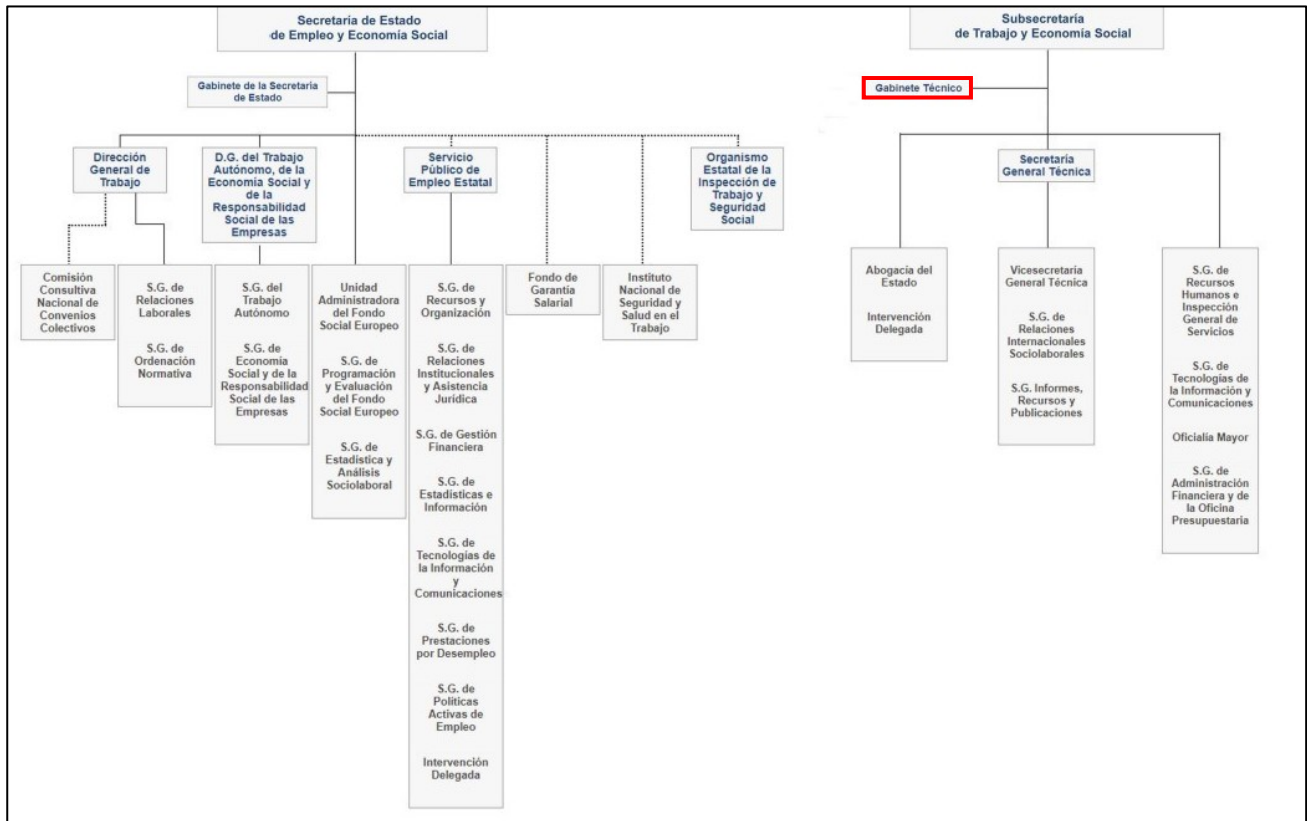 Secretaría de Estado
de Empleo y Economía Social
Gabinete de la Secretaría
de Estado
Dirección
General de
Trabajo
D.G. del Trabajo
Autónomo, de la
Economía Social y
de la
Responsabilidad
Social de las
Empresas
Servicio
Público de
Empleo Estatal
Organismo
Estatal de la
Inspección de
Trabajo y
Seguridad
Social
Comisión
Consultiva
Nacional de
Convenios
Colectivos
S.G. de
Relaciones
Laborales
S.G. de
Ordenación
Normativa
S.G. del
Trabajo
Autónomo
S.G. de
Economía
Social y de la
Responsabilidad
Social de las
Empresas
Unidad
Administradora
del Fondo
Social Europeo
S.G. de
Programación
y Evaluación
del Fondo
Social Europeo
S.G. de
Estadística y
Análisis
Sociolaboral
S.G. de
Recursos y
Organización
S.G. de
Relaciones
Institucionales
y Asistencia
Jurídica
S.G. de Gestión
Financiera
S.G. de
Estadísticas e
Información
S.G. de
Tecnologías de
la Información
y
Comunicaciones
S.G. de
Prestaciones
por Desempleo
S.G. de
Políticas
Activas de
Empleo
Intervención
Delegada
Fondo de
Garantía
Salarial
Instituto
Nacional de
Seguridad y
Salud en el
Trabajo
Subsecretaría
de Trabajo y Economía Social
Gabinete Técnico
Secretaría
General Técnica
Abogacía del
Estado
Intervención
Delegada
Vicesecretaría
General Técnica
S.G. de
Relaciones
Internacionales
Sociolaborales
S.G. Informes,
Recursos y
Publicaciones
S.G. de
Recursos
Humanos e
Inspección
General de
Servicios
S.G. de
Tecnologías de
la Información y
Comunicaciones
Oficialía Mayor
S.G. de
Administración
Financiera y de
la Oficina
Presupuestaria